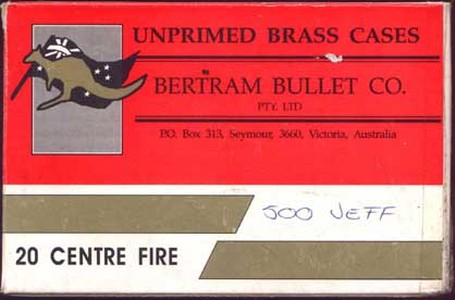 UNPRIMED BRASS CASES
BERTRAM BULLET CO.
PTY. LTD
P.O. Box 313, Seymour, 3660, Victoria, Australia
500 JEFF
20 CENTRE FIRE